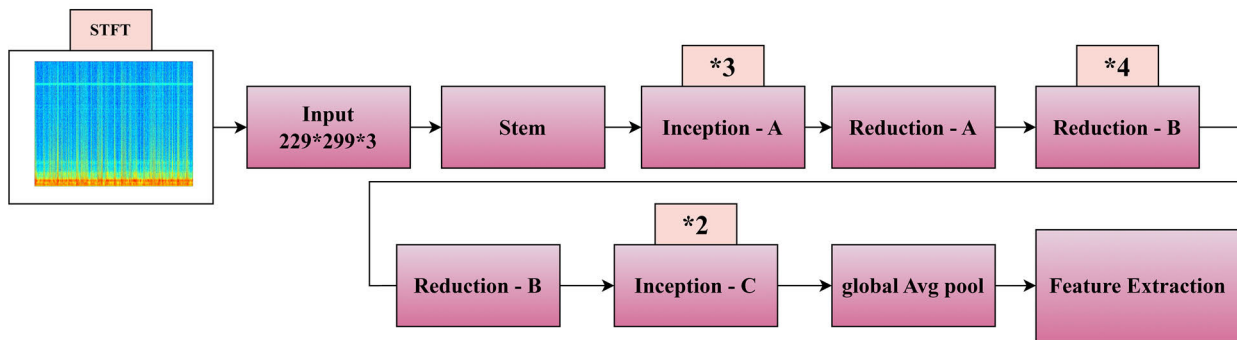 STFT
Input
229*299*3
Stem
*3
Inception - A
Reduction - A
*4
Reduction - B
Reduction - B
*2
Inception - C
global Avg pool
Feature Extraction